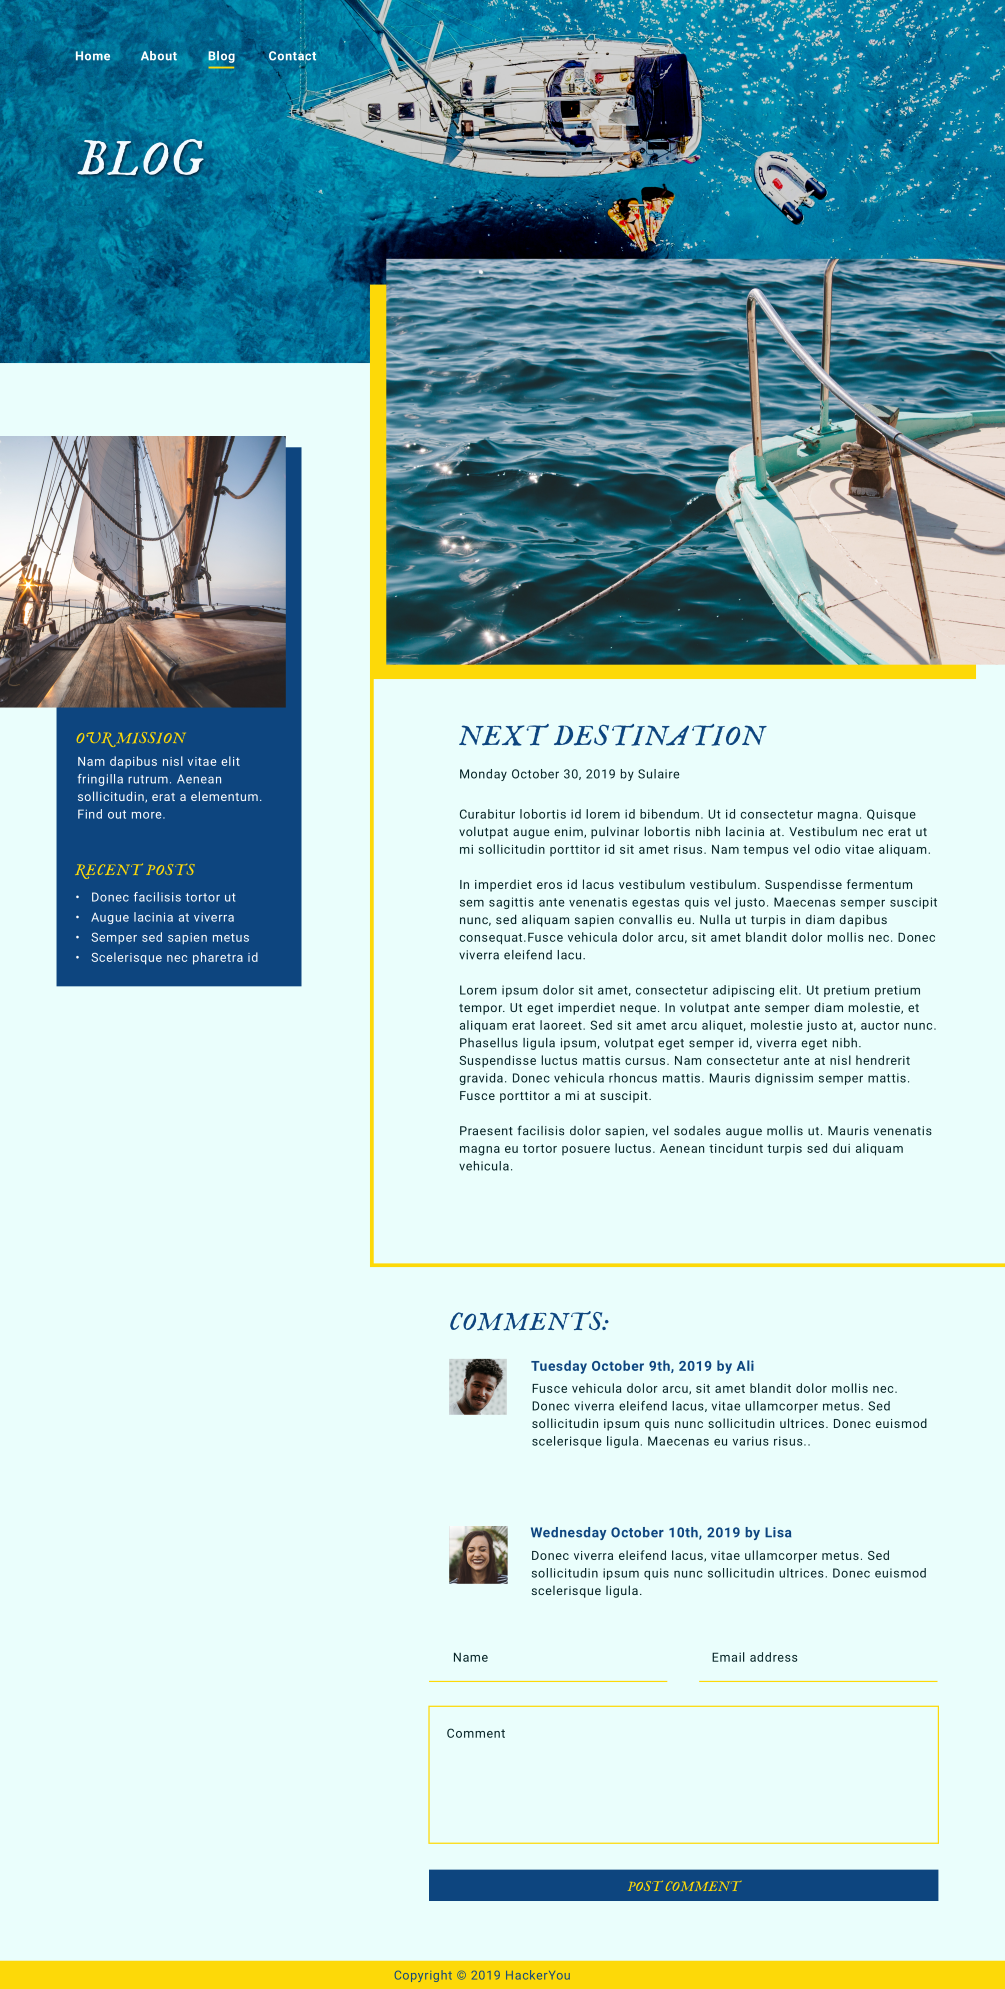 Home About Blog Contact
BLOG
OUR MISSION
Nam dapibus nisl vitae elit
fringilla rutrum. Aenean
sollicitudin, erat a elementum.
Find out more.
RECENT POSTS
• Donec facilisis tortor ut
• Augue lacinia at viverra
• Semper sed sapien metus
• Scelerisque nec pharetra id
NEXT DESTINATION
Monday October 30, 2019 by Sulaire
Curabitur lobortis id lorem id bibendum. Ut id consectetur magna. Quisque
volutpat augue enim, pulvinar lobortis nibh lacinia at. Vestibulum nec erat ut
mi sollicitudin porttitor id sit amet risus. Nam tempus vel odio vitae aliquam.
In imperdiet eros id lacus vestibulum vestibulum. Suspendisse fermentum
sem sagittis ante venenatis egestas quis vel justo. Maecenas semper suscipit
nunc, sed aliquam sapien convallis eu. Nulla ut turpis in diam dapibus
consequat.Fusce vehicula dolor arcu, sit amet blandit dolor mollis nec. Donec
viverra eleifend lacu.
Lorem ipsum dolor sit amet, consectetur adipiscing elit. Ut pretium pretium
tempor. Ut eget imperdiet neque. In volutpat ante semper diam molestie, et
aliquam erat laoreet. Sed sit amet arcu aliquet, molestie justo at, auctor nunc.
Phasellus ligula ipsum, volutpat eget semper id, viverra eget nibh.
Suspendisse luctus mattis cursus. Nam consectetur ante at nisl hendrerit
gravida. Donec vehicula rhoncus mattis. Mauris dignissim semper mattis.
Fusce porttitor a mi at suscipit.
Praesent facilisis dolor sapien, vel sodales augue mollis ut. Mauris venenatis
magna eu tortor posuere luctus. Aenean tincidunt turpis sed dui aliquam
vehicula.
COMMENTS:
Tuesday October 9th, 2019 by Ali
Fusce vehicula dolor arcu, sit amet blandit dolor mollis nec.
Donec viverra eleifend lacus, vitae ullamcorper metus. Sed
sollicitudin ipsum quis nunc sollicitudin ultrices. Donec euismod
scelerisque ligula. Maecenas eu varius risus..
Wednesday October 10th, 2019 by Lisa
Donec viverra eleifend lacus, vitae ullamcorper metus. Sed
sollicitudin ipsum quis nunc sollicitudin ultrices. Donec euismod
scelerisque ligula.
Name Email address
Comment
POST COMMENT
Copyright © 2019 HackerYou